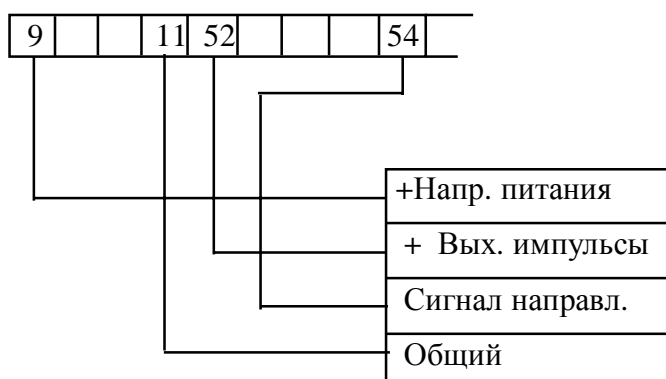 9 11 52 54
+Напр. питания
+ Вых. импульсы
Сигнал направл.
Общий